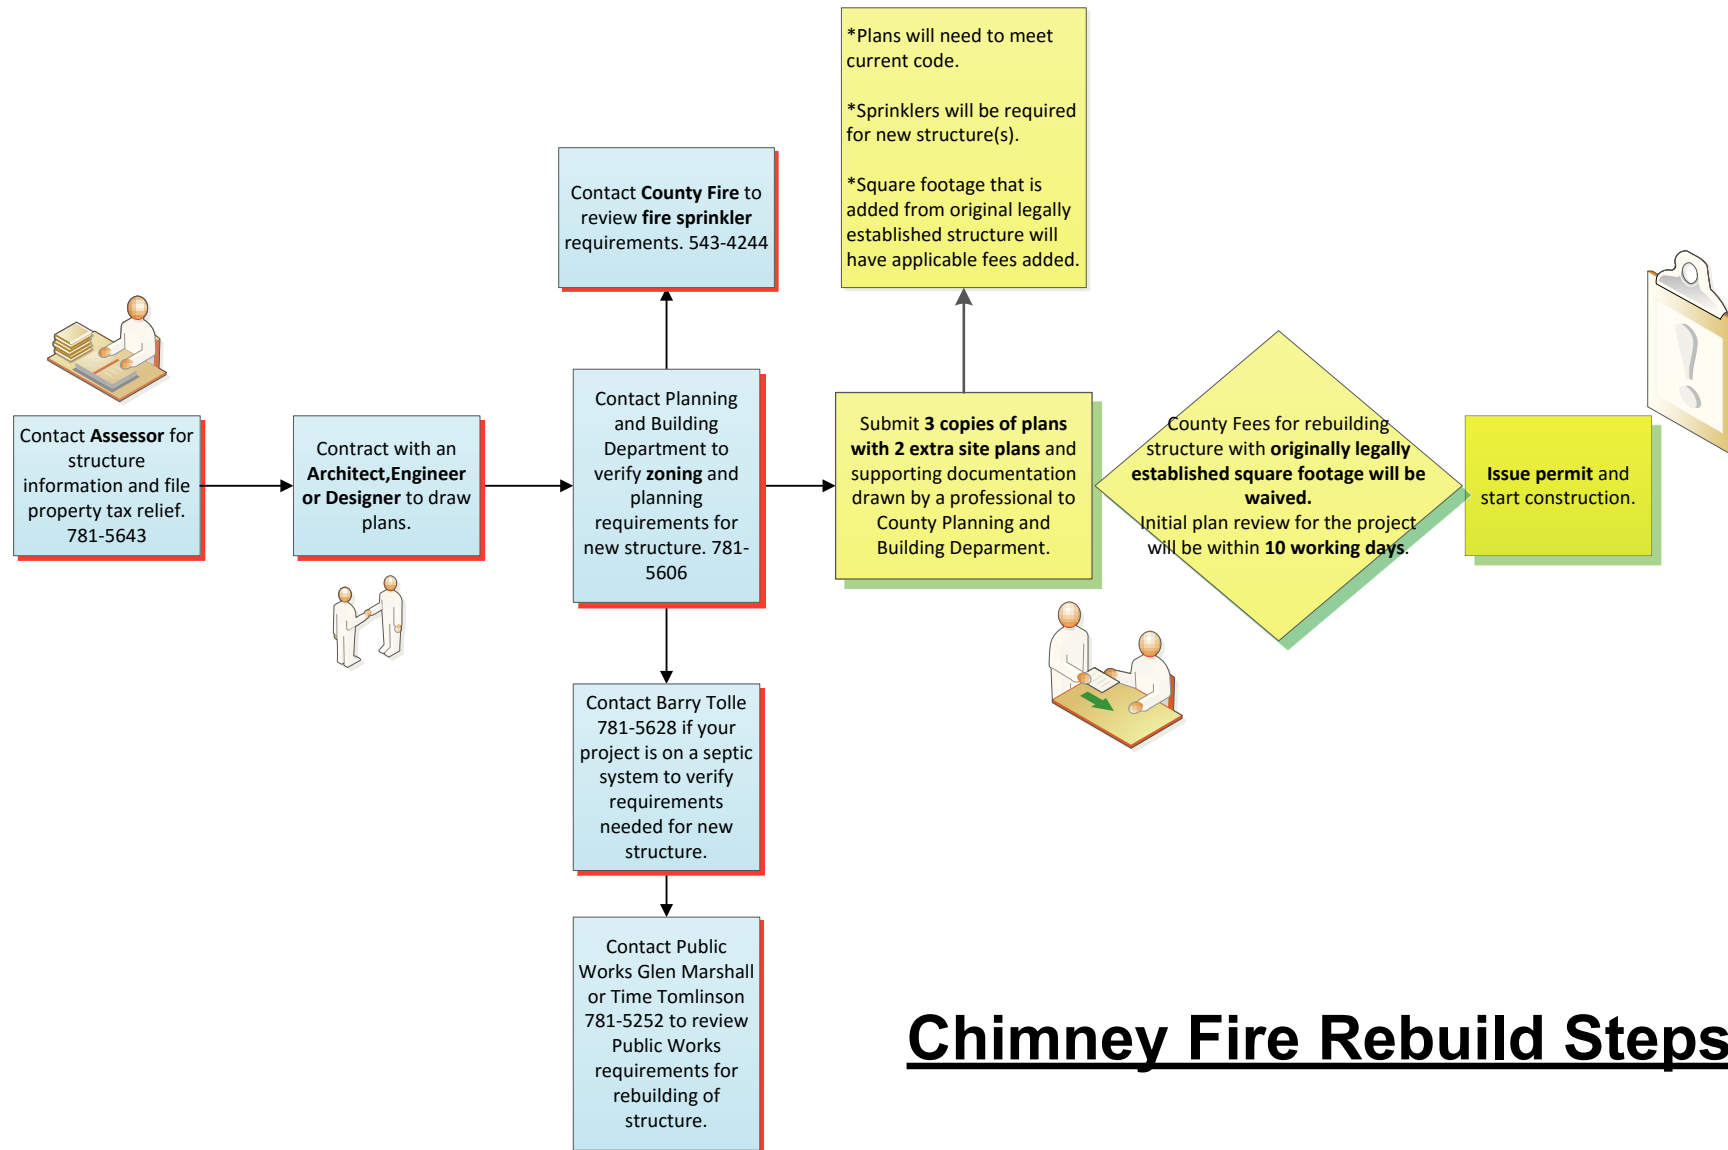 Contact Assessor for
structure
information and file
property tax relief.
781-5643
Contract with an
Architect,Engineer
or Designer to draw
plans.
Contact County Fire to
review fire sprinkler
requirements. 543-4244
Contact Planning
and Building
Department to
verify zoning and
planning
requirements for
new structure. 781-
5606
Contact Barry Tolle
781-5628 if your
project is on a septic
system to verify
requirements
needed for new
structure.
Contact Public
Works Glen Marshall
or Time Tomlinson
781-5252 to review
Public Works
requirements for
rebuilding of
structure.
*Plans will need to meet
current code.
*Sprinklers will be required
for new structure(s).
*Square footage that is
added from original legally
established structure will
have applicable fees added.
Submit 3 copies of plans
with 2 extra site plans and
supporting documentation
drawn by a professional to
County Planning and
Building Deparment.
County Fees for rebuilding
structure with originally legally
established square footage will be
waived.
Initial plan review for the project
will be within 10 working days.
Issue permit and
start construction.
Chimney Fire Rebuild Steps